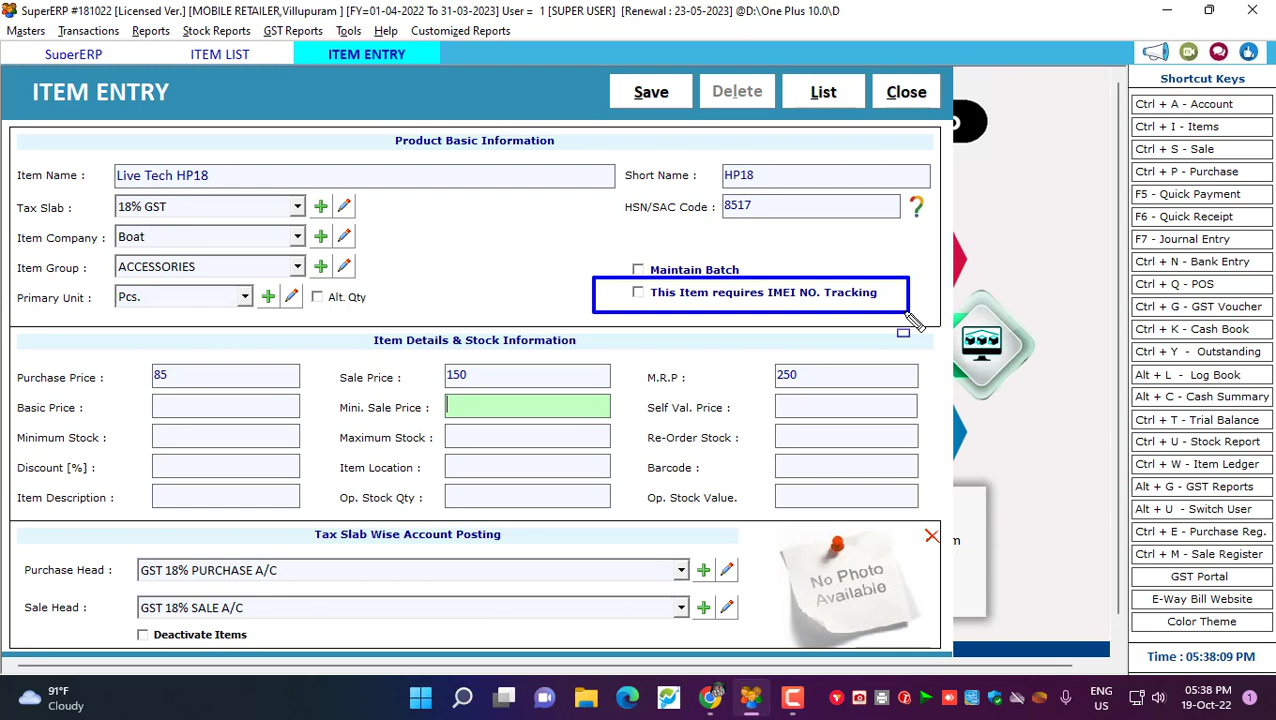 SuperERP #181022 [Licensed Ver.] [MOBILE RETAILER,Villupuram ] [FY=01-04-2022 To 31-03-2023] User = 1 [SUPER USER] [Renewal : 23-05-2023] @D:\One Plus 10.0\D
Masters Transactions Reports Stock Reports GST Reports Tools Help Customized Reports
SuperERP ITEM LIST ITEM ENTRY
ITEM ENTRY Save Delete List Close
Product Basic Information
Item Name : Live Tech HP18 Short Name : HP18
Tax Slab : 18% GST HSN/SAC Code : 8517
Item Company : Boat
Item Group : ACCESSORIES Maintain Batch
This Item requires IMEI NO. Tracking
Primary Unit : Pcs. Alt. Qty
Item Details & Stock Information
Purchase Price : 85 Sale Price : 150 M.R.P : 250
Basic Price : Mini. Sale Price : Self Val. Price :
Minimum Stock : Maximum Stock : Re-Order Stock :
Discount [%] : Item Location : Barcode :
Item Description : Op. Stock Qty : Op. Stock Value.
Tax Slab Wise Account Posting
Purchase Head : GST 18% PURCHASE A/C
Sale Head : GST 18% SALE A/C
Deactivate Items
No Photo
Available
Shortcut Keys
Ctrl + A - Account
Ctrl + I - Items
Ctrl + S - Sale
Ctrl + P - Purchase
F5 - Quick Payment
F6 - Quick Receipt
F7 - Journal Entry
Ctrl + N - Bank Entry
Ctrl + Q - POS
Ctrl + G - GST Voucher
Ctrl + K - Cash Book
Ctrl + Y - Outstanding
Alt + L - Log Book
Alt + C - Cash Summary
Ctrl + T - Trial Balance
Ctrl + U - Stock Report
Ctrl + W - Item Ledger
Alt + G - GST Reports
Alt + U - Switch User
Ctrl + E - Purchase Reg.
Ctrl + M - Sale Register
GST Portal
E-Way Bill Website
Color Theme
Time : 05:38:09 PM
91°F
Cloudy
ENG
US
05:38 PM
19-Oct-22
1